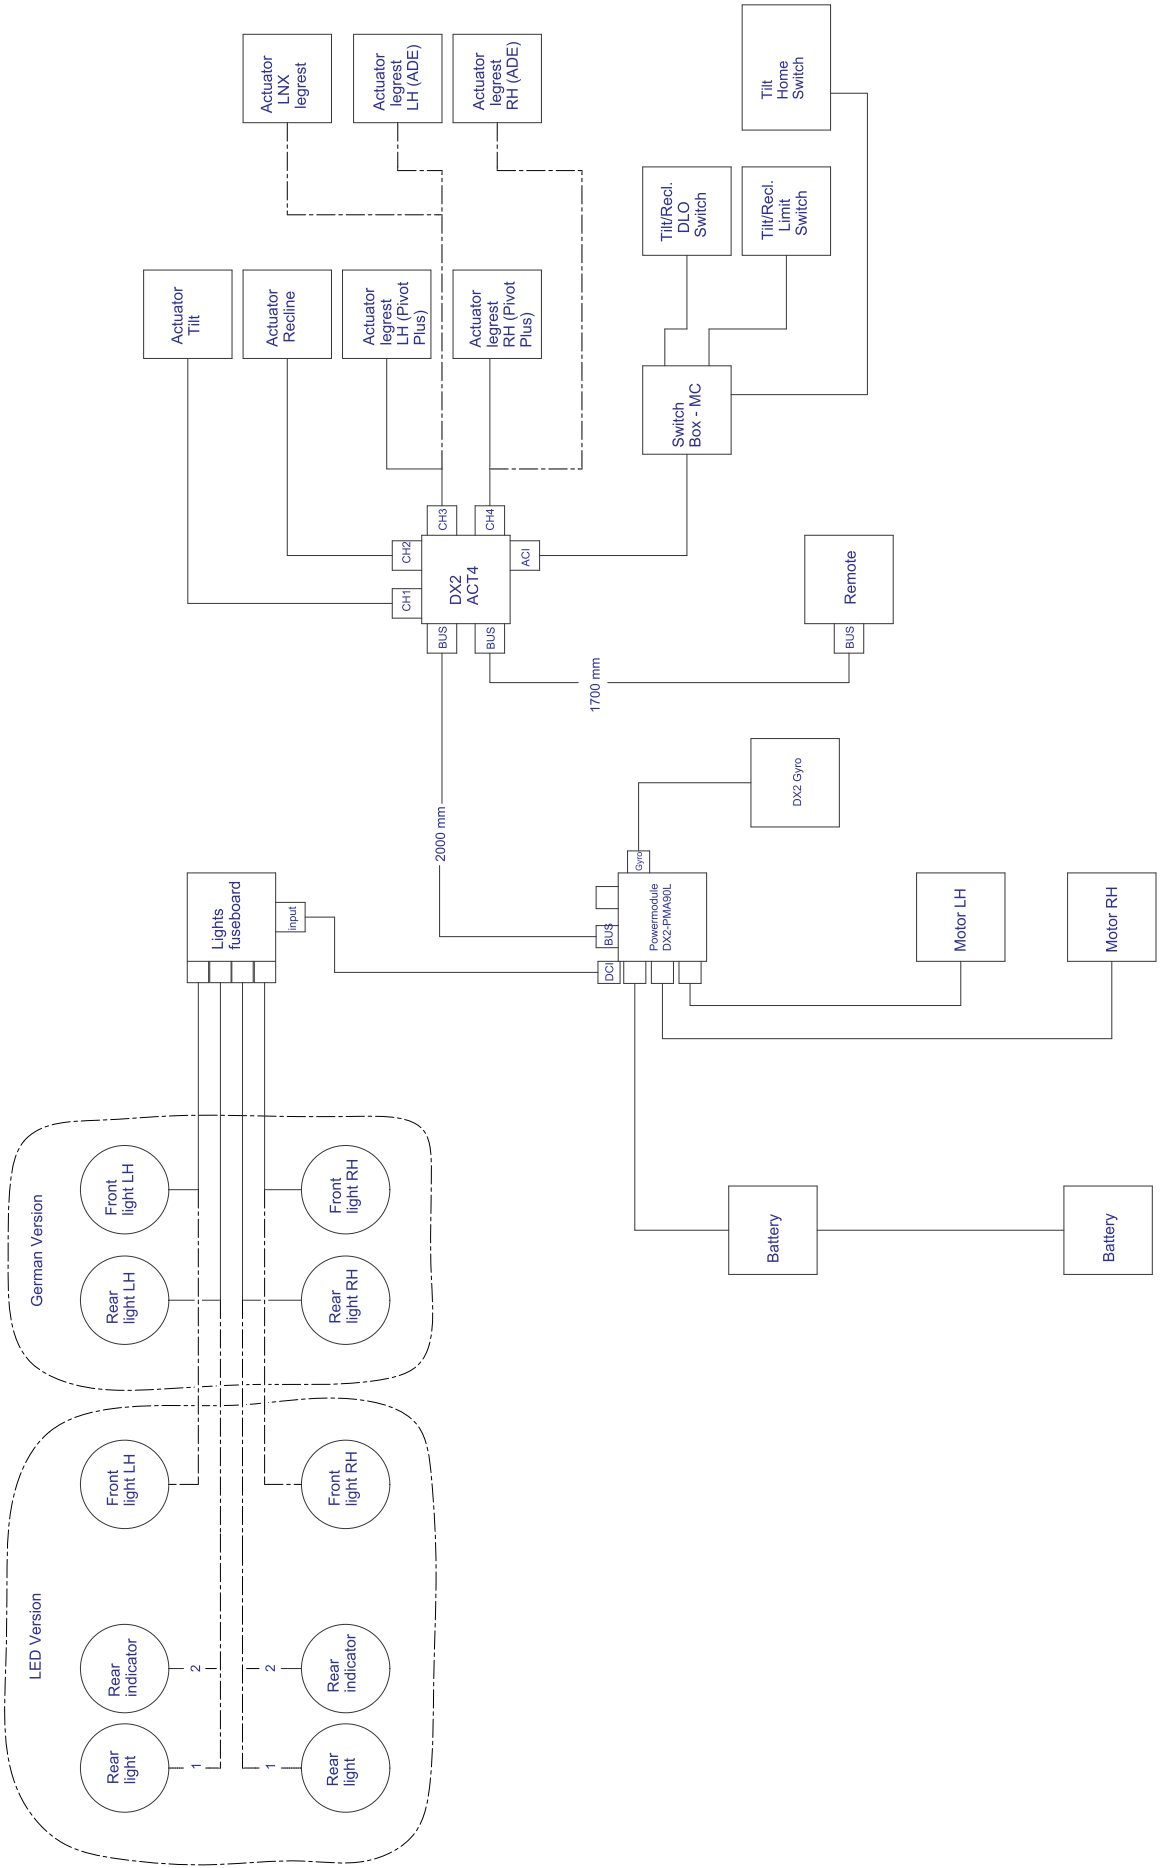 Actuator
LNX
legrest
Actuator
legrest
LH (ADE)
Actuator
legrest
RH (ADE)
Tilt
Home
Switch
Tilt/Recl.
DLO
Switch
Tilt/Recl.
Limit
Switch
Actuator
Tilt
Actuator
Recline
Actuator
legrest
LH (Pivot
Plus)
Actuator
legrest
RH (Pivot
Plus)
Switch
Box - MC
CH3
CH4
CH2
CH1
ACI
DX2
ACT4
BUS
BUS
Remote
BUS
1700 mm
2000 mm
DX2 Gyro
Gyro
Powermodule
DX2-PMA90L
BUS
DCI
Lights
fuseboard
input
Motor LH
Motor RH
Battery
Battery
German Version
Front
light LH
Front
light RH
Rear
light LH
Rear
light RH
LED Version
Front
light LH
Front
light RH
Rear
indicator
2
2
Rear
indicator
Rear
light
1
1
Rear
light